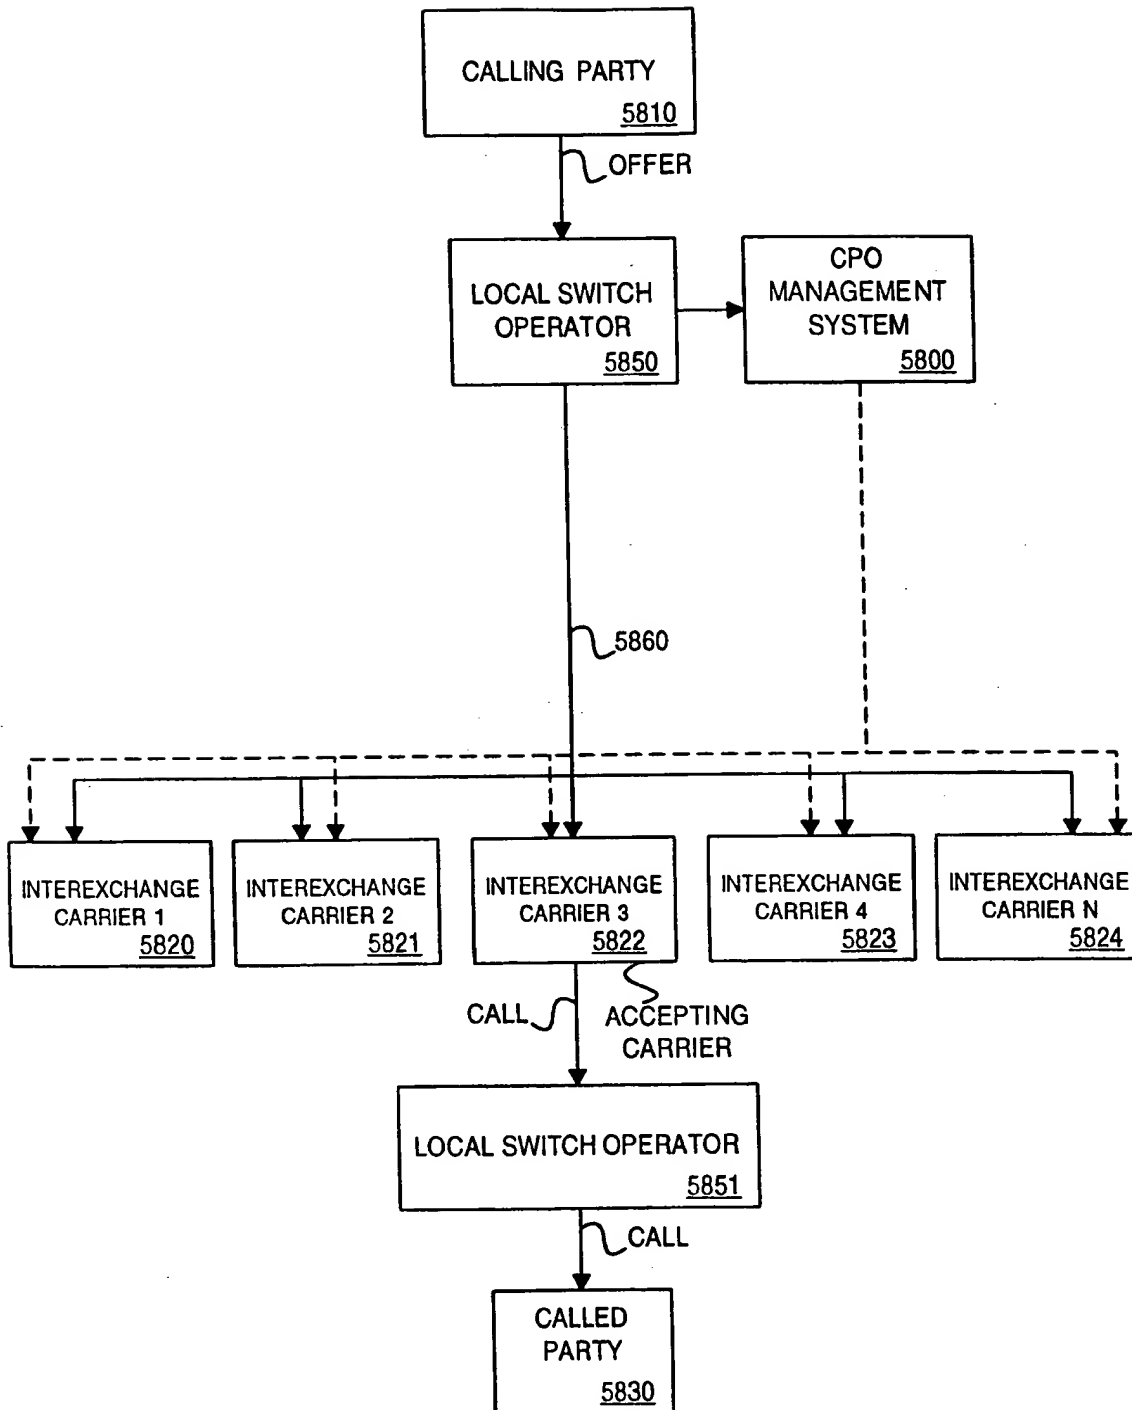 CALLING PARTY
5810
OFFER
LOCAL SWITCH
OPERATOR
5850
CPO
MANAGEMENT
SYSTEM
5800
5860
INTEREXCHANGE
CARRIER 1
5820
INTEREXCHANGE
CARRIER 2
5821
INTEREXCHANGE
CARRIER 3
5822
INTEREXCHANGE
CARRIER 4
5823
INTEREXCHANGE
CARRIER N
5824
CALL
ACCEPTING
CARRIER
LOCAL SWITCH OPERATOR
5851
CALL
CALLED
PARTY
5830